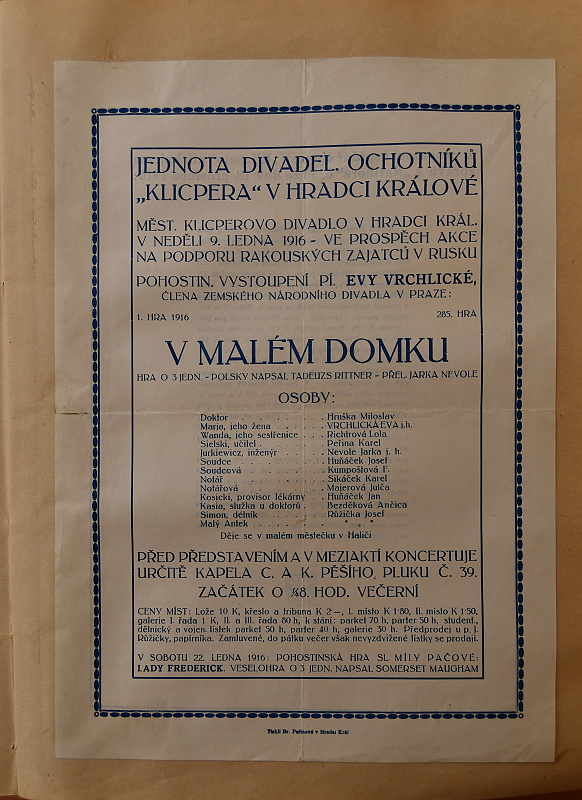 JEDNOTA DIVADEL. OCHOTNÍKŮ
„KLICPERA“ V HRADCI KRÁLOVÉ
MĚST. KLICPEROVO DIVADLO V HRADCI KRÁL.
V NEDĚLI 9. LEDNA 1916 - VE PROSPĚCH AKCE
NA PODPORU RAKOUSKÝCH ZAJATCŮ V RUSKU
POHOSTIN. VYSTOUPENÍ PÍ. EVY VRCHLICKÉ,
ČLENA ZEMSKÉHO NÁRODNÍHO DIVADLA V PRAZE:
1. HRA 1916 285. HRA
V MALÉM DOMKU
HRA O 3 JEDN. - POLSKY NAPSAL TADEUZS RITTNER - PŘEL. JARKA NEVOLE
OSOBY:
Doktor . . . . . . . . Hruška Miloslav
Marja, jeho žena . . . . . VRCHLICKÁ EVA j. h.
Wanda, jeho sestřenice . . . Richtrová Lola
Sielski, učitel . . . . . . Peřina Karel
Jurkiewicz, inženýr . . . . Nevole Jarka j. h.
Soudce . . . . . . . . Huňáček Josef
Soudcová . . . . . . . Kumpoštová F.
Notář . . . . . . . . Sikáček Karel
Notářová . . . . . . . Majerová Julča
Kosicki, provisor lékárny . . Huňáček Jan
Kasia, služka u doktorů . . . Bezděková Ančica
Simon, dělník . . . . . . Růžička Josef
Malý Antek . . . . . . . * * *
Děje se v malém městečku v Haliči
PŘED PŘEDSTAVENÍM A V MEZIAKTÍ KONCERTUJE
URČITĚ KAPELA C. A K. PĚŠÍHO, PLUKU Č. 39.
ZAČÁTEK O ½8. HOD. VEČERNÍ
CENY MÍST: Lože 10 K, křeslo a tribuna K 2—, I. místo K 1·80, II. místo K 1·50,
galerie I. řada 1 K, II. a III. řada 80 h, k stání: parket 70 h, parter 50 h, student.,
dělnický a vojen. lístek parket 50 h, parter 40 h, galerie 30 h. Předprodej u p. J.
Růžičky, papírníka. Zamluvené, do pálku večer však nevyzdvižené lístky se prodají.
V SOBOTU 22. LEDNA 1916: POHOSTINSKÁ HRA SL. MÍLY PAČOVÉ:
LADY FREDERICK. VESELOHRA O 3 JEDN. NAPSAL SOMERSET MAUGHAM
Tiskli Br. Peřinové v Hradci Král